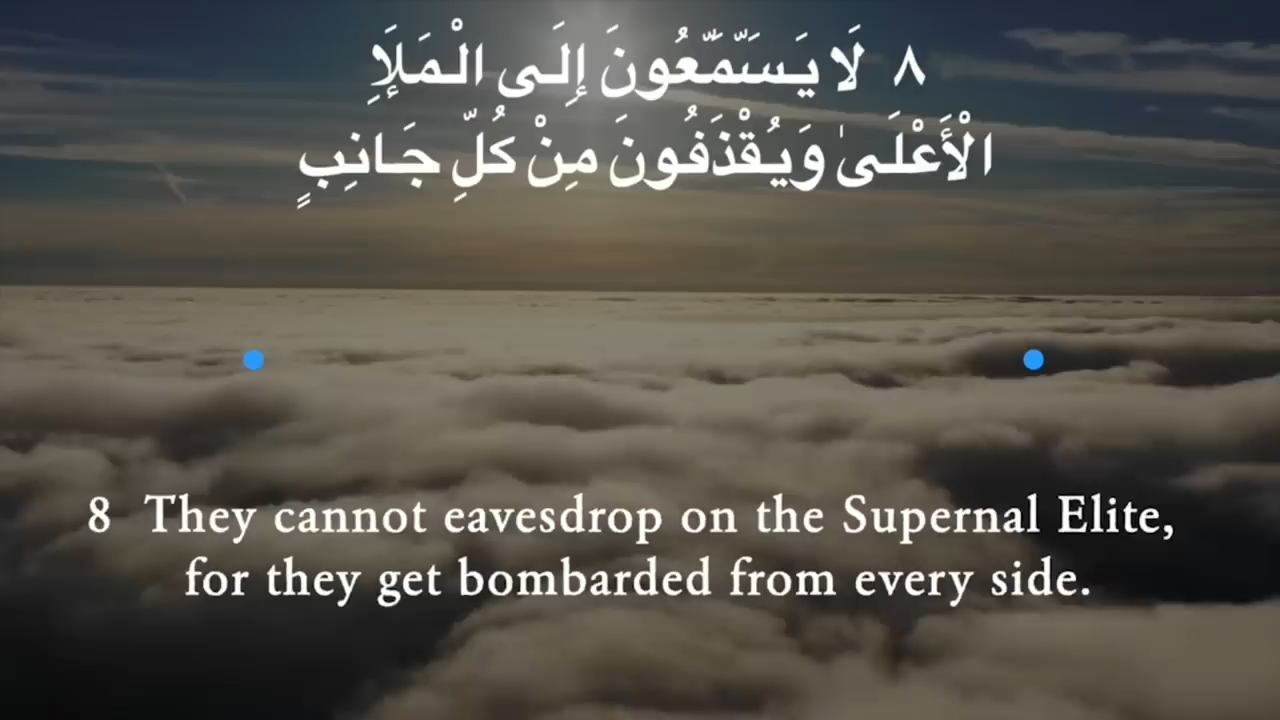 ٨ لَا يَسَّمَّعُونَ إِلَى الْمَلَإِ
الْأَعْلَىٰ وَيُقْذَفُونَ مِنْ كُلِّ جَانِبٍ
8 They cannot eavesdrop on the Supernal Elite,
for they get bombarded from every side.